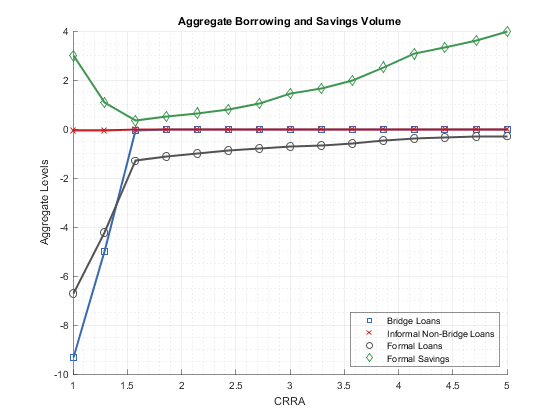 Aggregate Borrowing and Savings Volume
4
2
0
-2
-4
-6
-8
-10
Aggregate Levels
1
1.5
2
2.5
3
3.5
4
4.5
5
CRRA
Bridge Loans
Informal Non-Bridge Loans
Formal Loans
Formal Savings